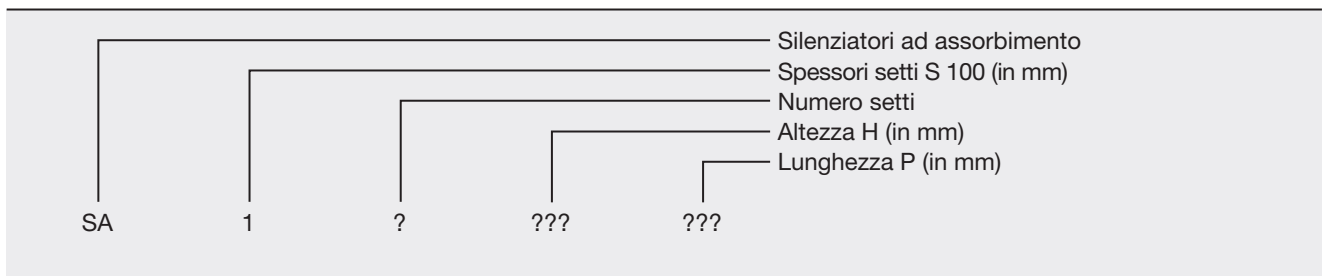 Silenziatori ad assorbimento
Spessori setti S 100 (in mm)
Numero setti
Altezza H (in mm)
Lunghezza P (in mm)
SA 1 ? ??? ???